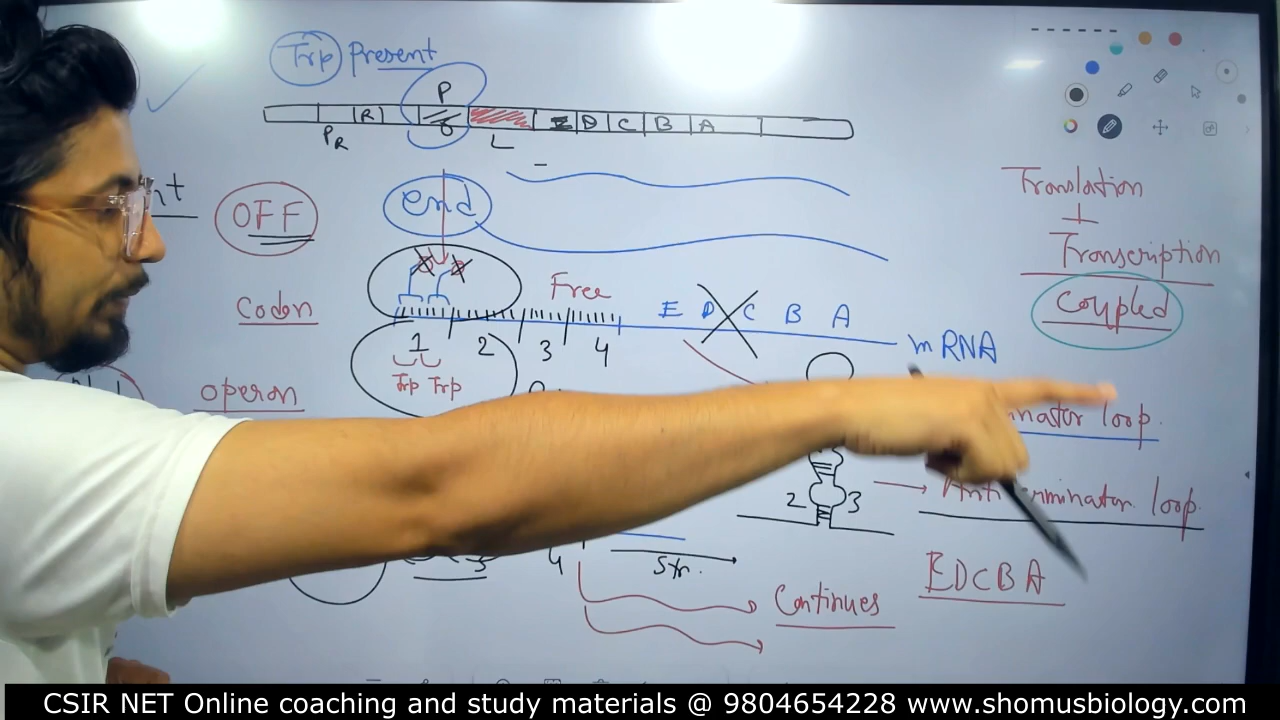 Trp Present
P
R
O
E D C B A
PR
L
OFF
end
Translation
+
Transcription
Coupled
Free
Codon
E D C B A
mRNA
1 2 3 4
Trp Trp
operon
loop
2 3
loop
4
Str.
EDCBA
Continues
CSIR NET Online coaching and study materials @ 9804654228 www.shomusbiology.com